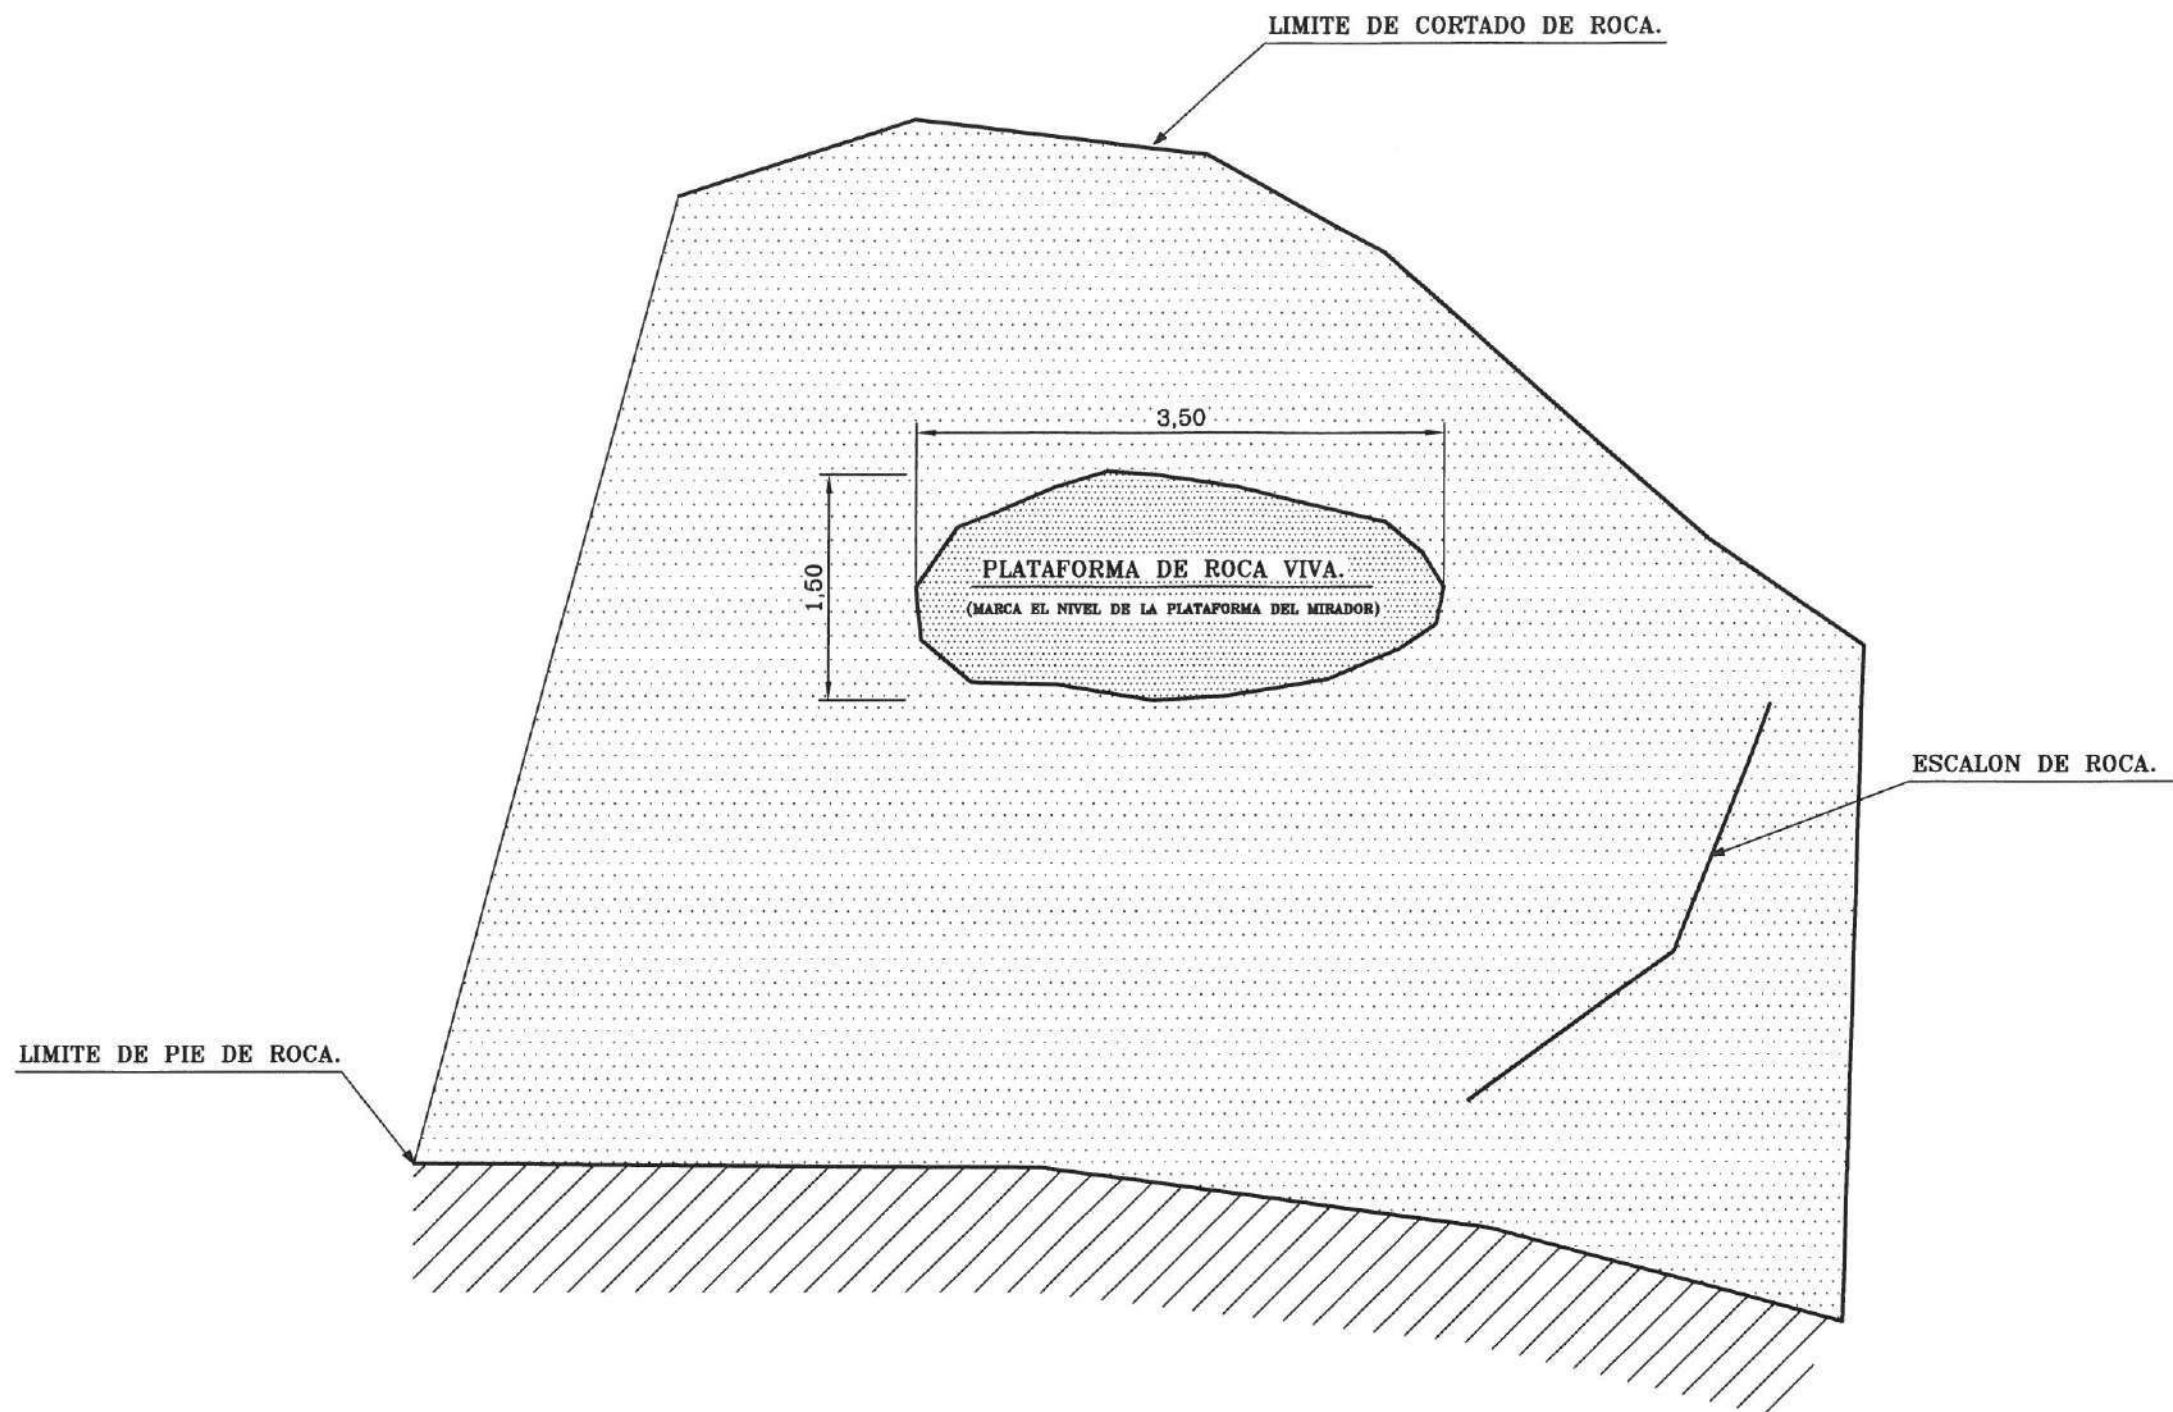 LIMITE DE CORTADO DE ROCA.
3,50
1,50
PLATAFORMA DE ROCA VIVA.
(MARCA EL NIVEL DE LA PLATAFORMA DEL MIRADOR)
ESCALON DE ROCA.
LIMITE DE PIE DE ROCA.